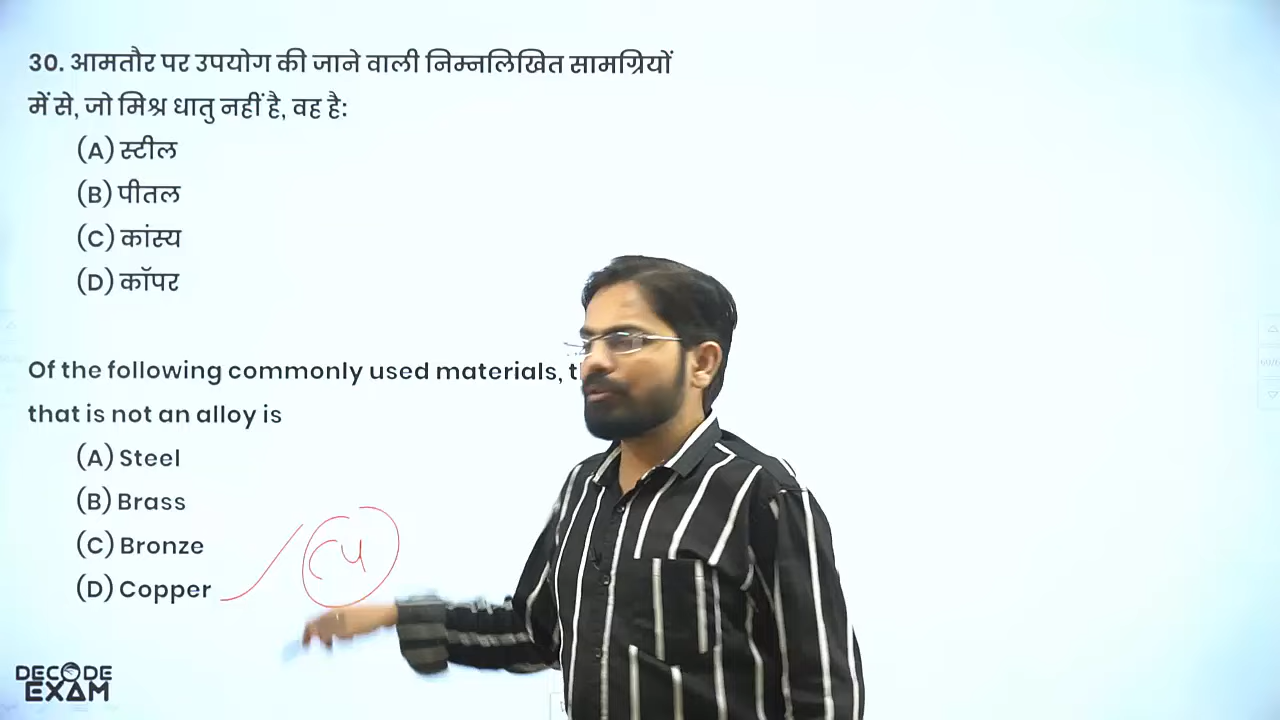 30. आमतौर पर उपयोग की जाने वाली निम्नलिखित सामग्रियों
में से, जो मिश्र धातु नहीं है, वह है:
(A) स्टील
(B) पीतल
(C) कांस्य
(D) कॉपर
Of the following commonly used materials,
that is not an alloy is
(A) Steel
(B) Brass
(C) Bronze
(D) Copper
Cu
DECODE
EXAM